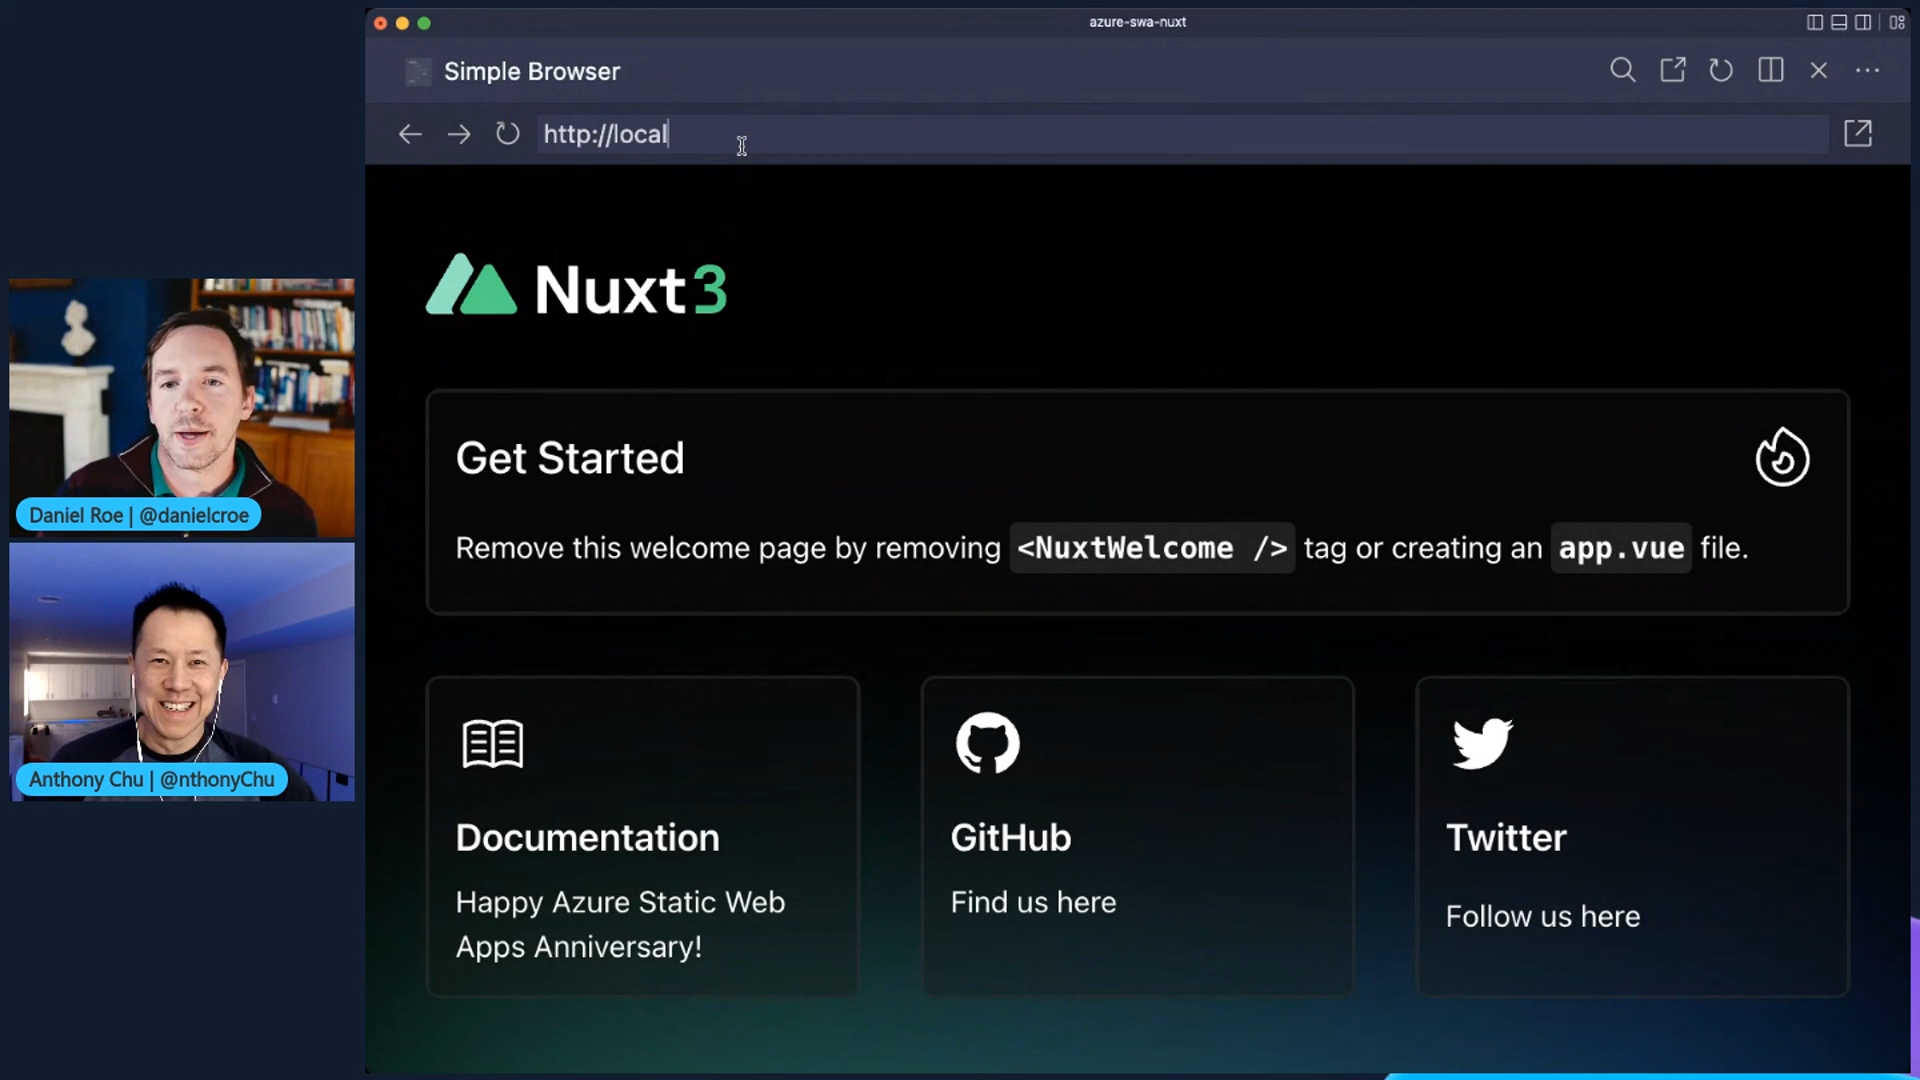 azure-swa-nuxt
Simple Browser
http://local
Nuxt 3
Get Started
Remove this welcome page by removing <NuxtWelcome /> tag or creating an app.vue file.
Documentation
Happy Azure Static Web
Apps Anniversary!
GitHub
Find us here
Twitter
Follow us here
Daniel Roe | @danielcroe
Anthony Chu | @nthonyChu